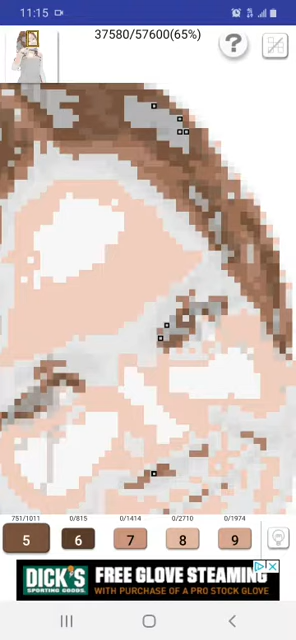 11:15
37580/57600(65%)
?
751/1011 0/815 0/1414 0/2710 0/1974
5 6 7 8 9
DICK'S
SPORTING GOODS.
FREE GLOVE STEAMING
WITH PURCHASE OF A PRO STOCK GLOVE